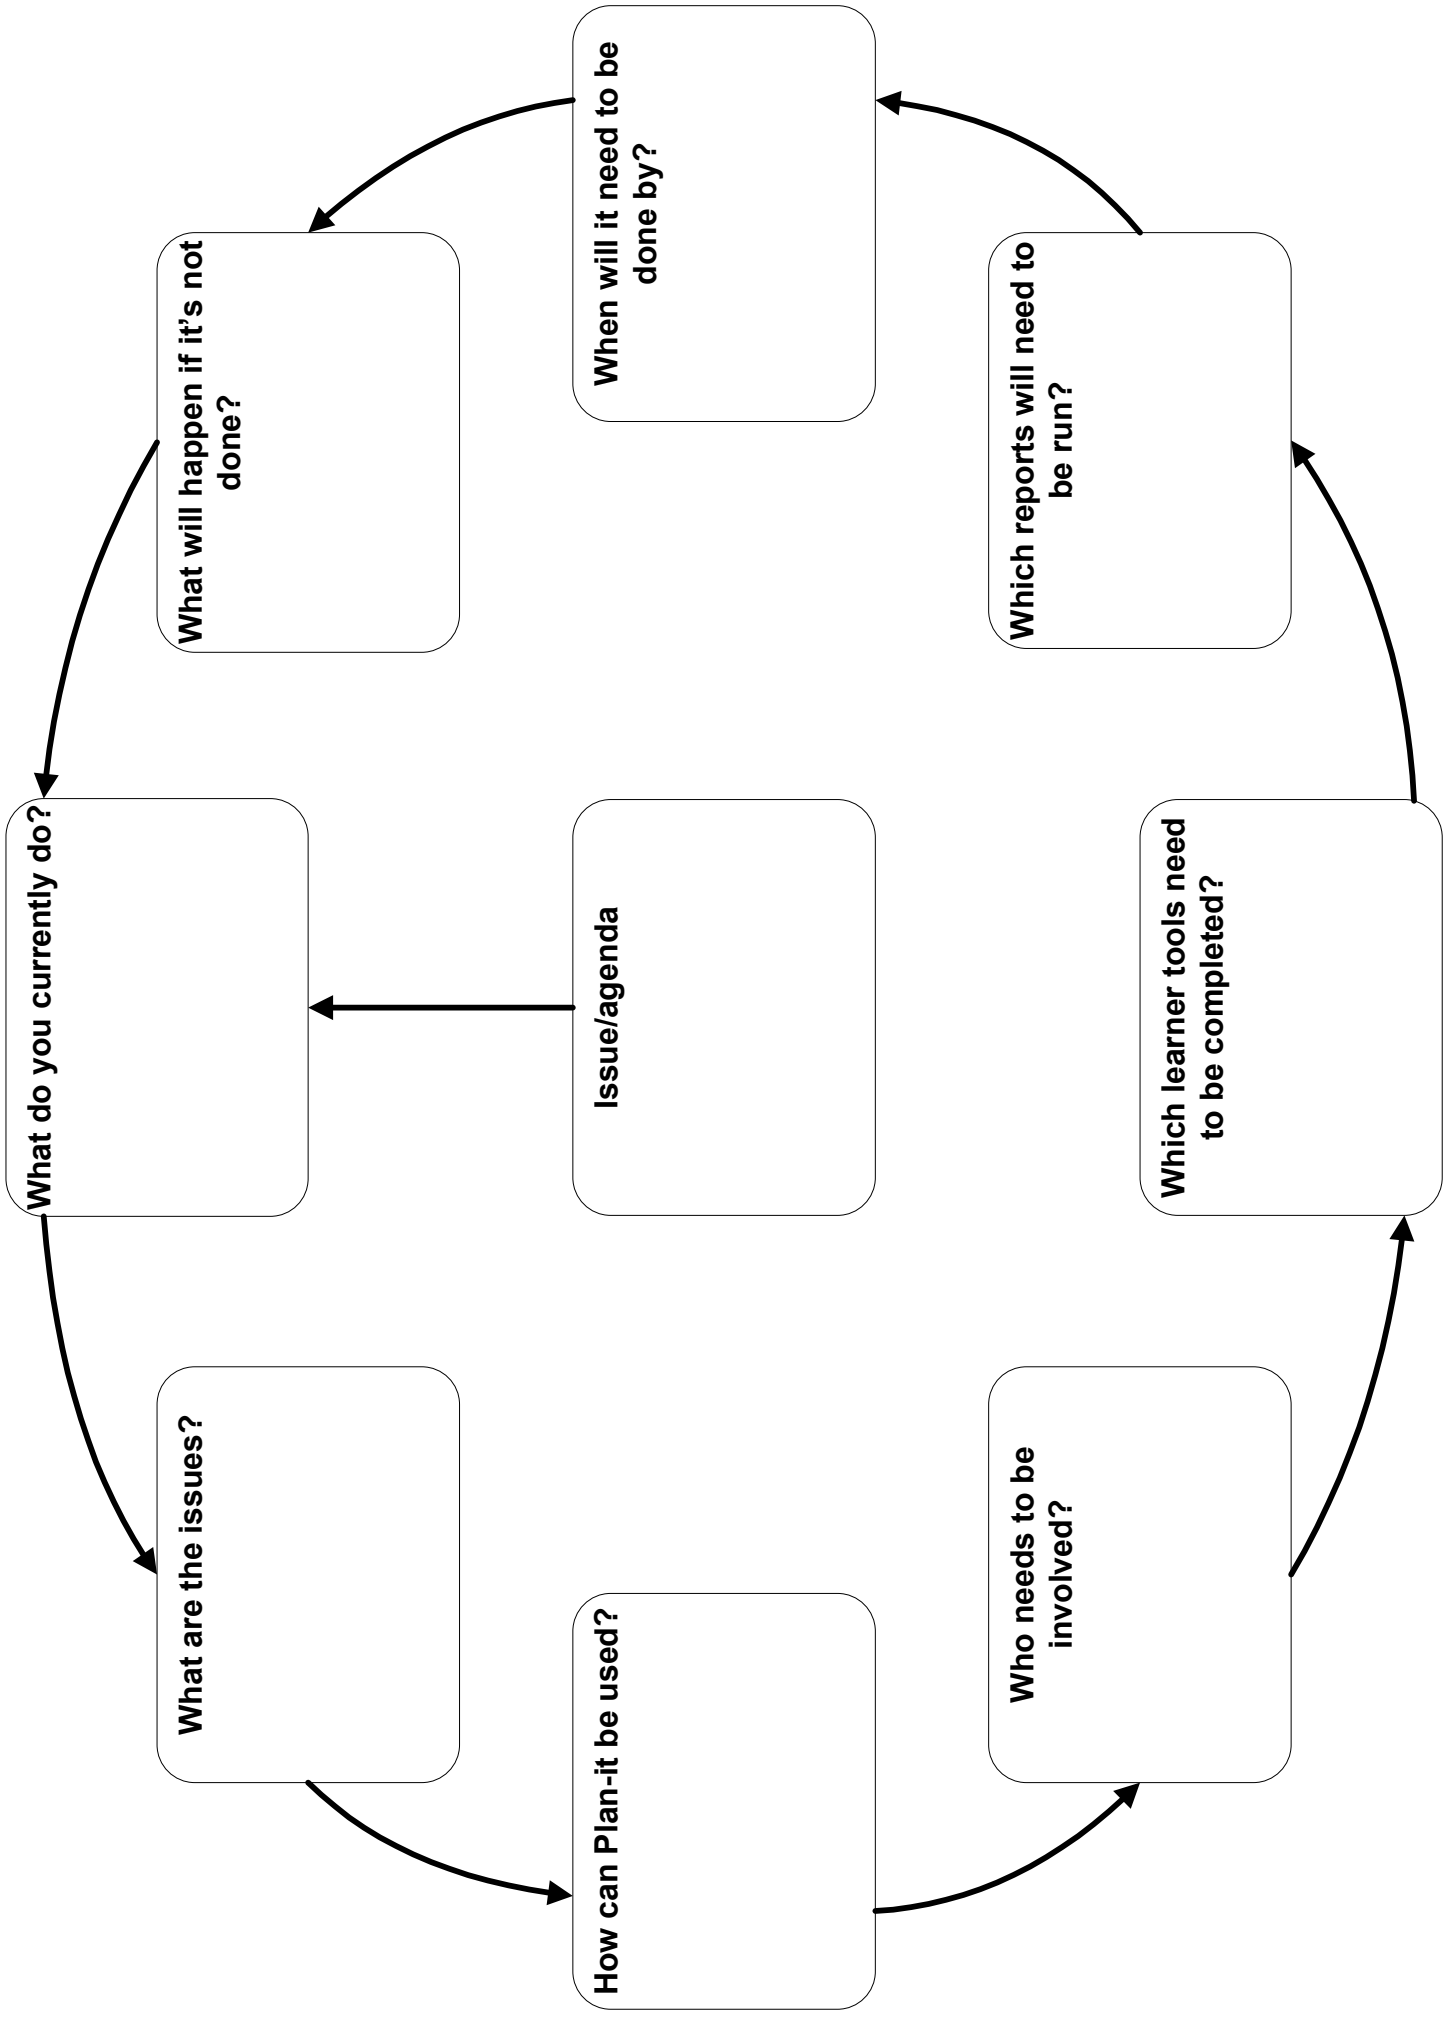 Issue/agenda
What do you currently do?
What are the issues?
How can Plan-it be used?
Who needs to be
involved?
Which learner tools need
to be completed?
Which reports will need to
be run?
When will it need to be
done by?
What will happen if it’s not
done?